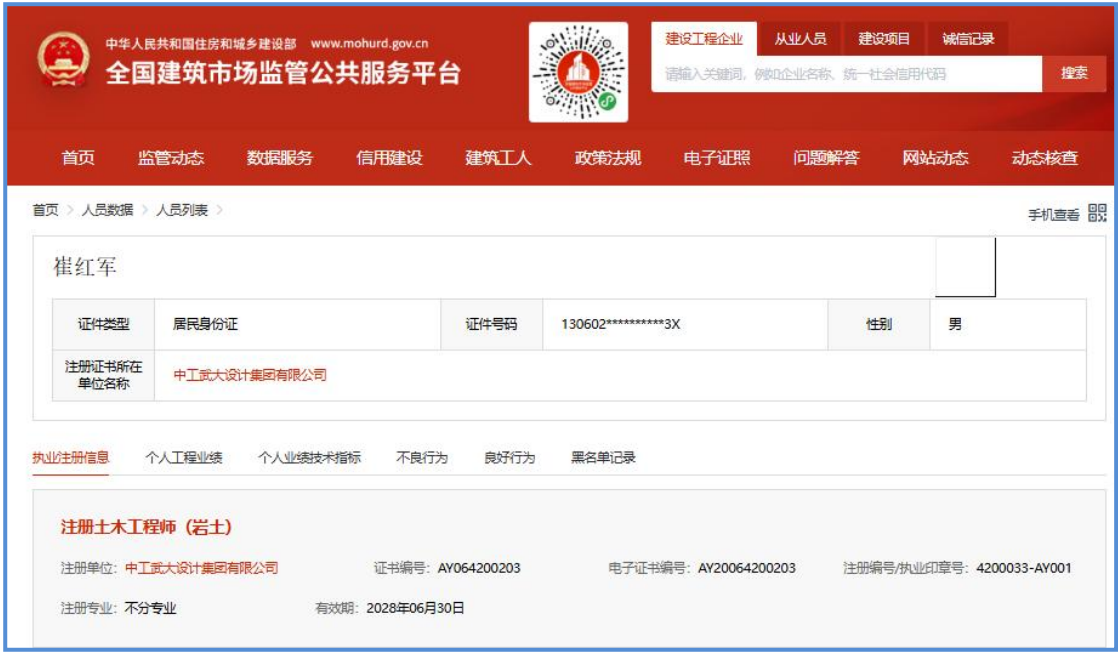 中华人民共和国住房和城乡建设部 www.mohurd.gov.cn
全国建筑市场监管公共服务平台
建设工程企业 从业人员 建设项目 诚信记录
请输入关键词，例如企业名称、统一社会信用代码 搜索
首页 监管动态 数据服务 信用建设 建筑工人 政策法规 电子证照 问题解答 网站动态 动态核查
首页 > 人员数据 > 人员列表 >
手机查看
崔红军
证件类型 居民身份证 证件号码 130602**********3X 性别 男
注册证书所在
单位名称
中工武大设计集团有限公司
执业注册信息 个人工程业绩 个人业绩技术指标 不良行为 良好行为 黑名单记录
注册土木工程师（岩土）
注册单位：中工武大设计集团有限公司 证书编号：AY064200203 电子证书编号：AY20064200203 注册编号/执业印章号：4200033-AY001
注册专业：不分专业 有效期：2028年06月30日